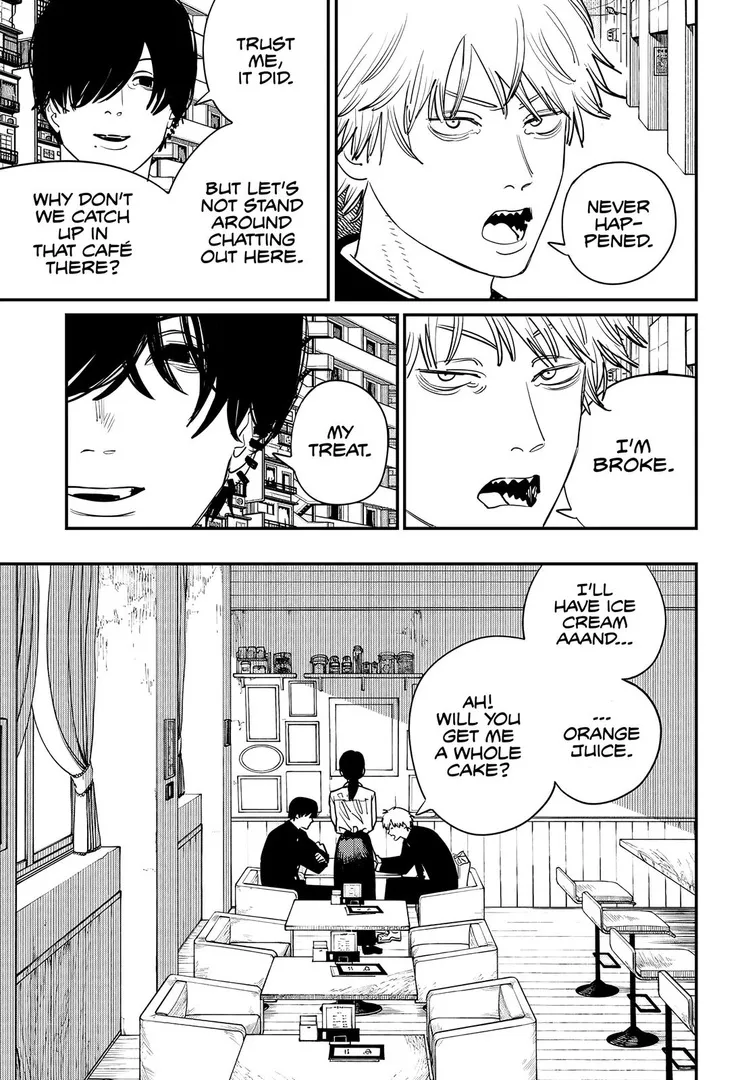 NEVER
HAP-
PENED.
TRUST
ME,
IT DID.
BUT LET'S
NOT STAND
AROUND
CHATTING
OUT HERE.
WHY DON'T
WE CATCH
UP IN
THAT CAFÉ
THERE?
I'M
BROKE.
MY
TREAT.
I'LL
HAVE ICE
CREAM
AAAND...
...
ORANGE
JUICE.
AH!
WILL YOU
GET ME
A WHOLE
CAKE?